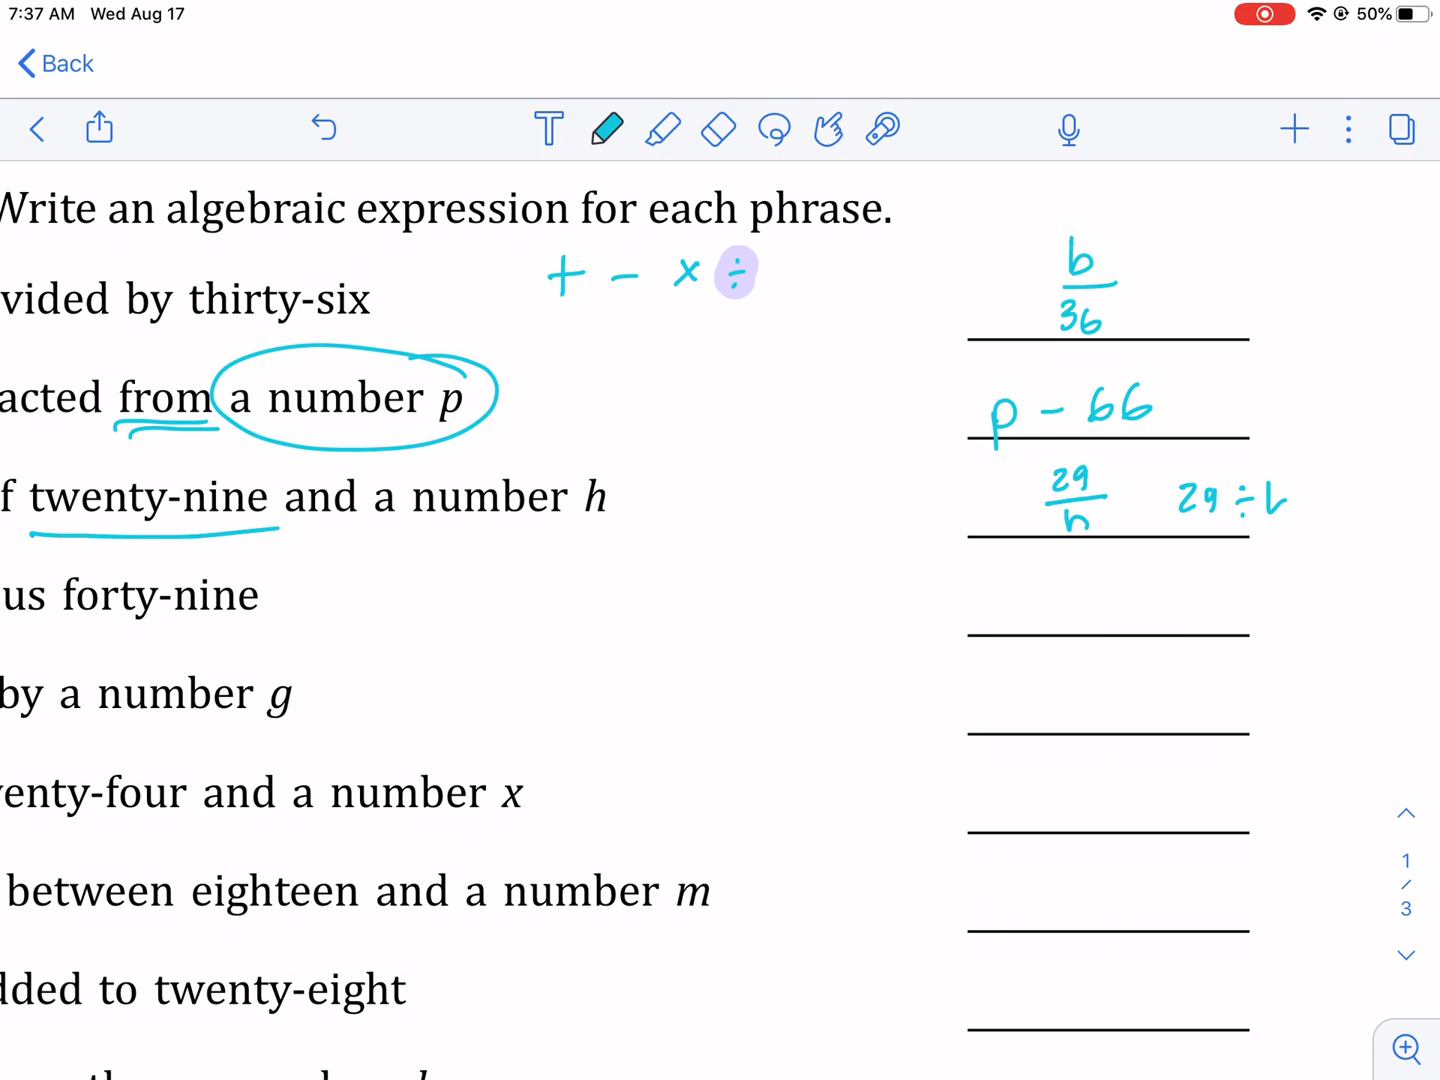 7:37 AM Wed Aug 17 50%
Back
Write an algebraic expression for each phrase.
+ - x ÷
vided by thirty-six
b
36
acted from a number p
p - 66
f twenty-nine and a number h
29
h
29 ÷ h
us forty-nine
by a number g
venty-four and a number x
between eighteen and a number m
dded to twenty-eight
1
/
3